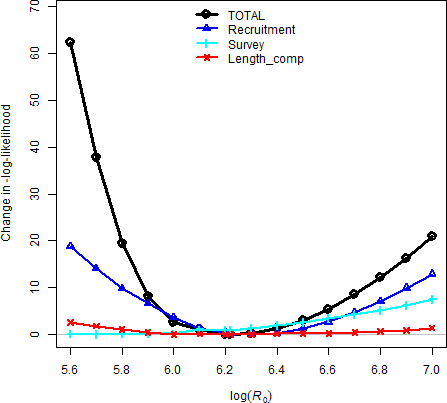 TOTAL
Recruitment
Survey
Length_comp
Change in -log-likelihood
70
60
50
40
30
20
10
0
5.6 5.8 6.0 6.2 6.4 6.6 6.8 7.0
log(R₀)